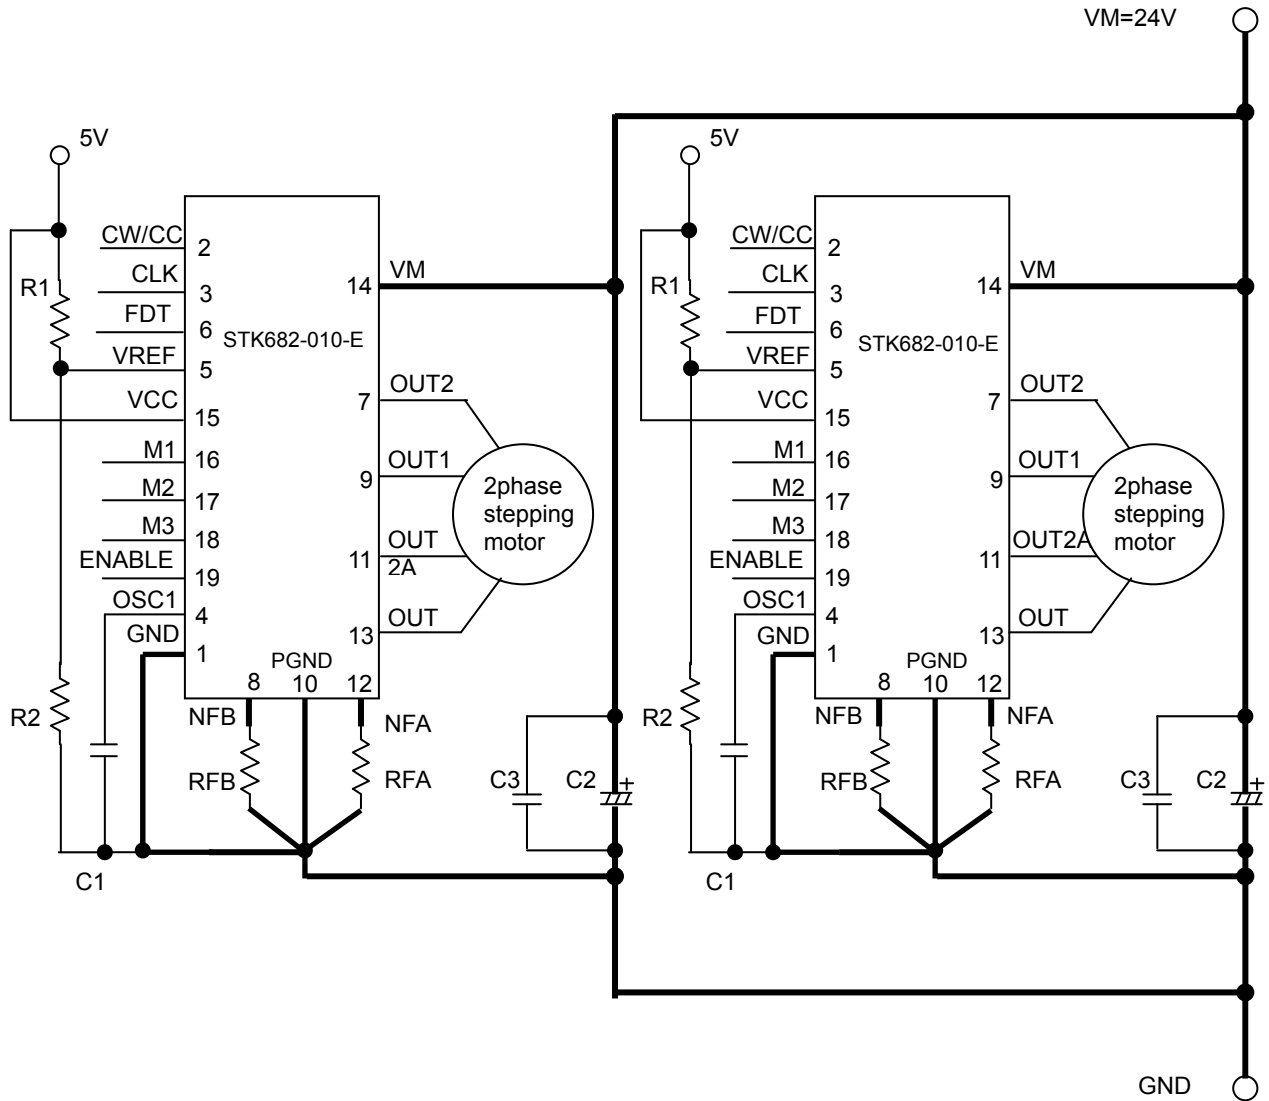 VM=24V
5V
CW/CC
2
CLK
3
R1
FDT
6
VREF
5
VCC
15
M1
16
M2
17
M3
18
ENABLE
19
OSC1
4
GND
1
STK682-010-E
14
VM
7
OUT2
9
OUT1
11
OUT
2A
13
OUT
2phase
stepping
motor
PGND
8
10
12
NFB
NFA
RFB
RFA
R2
C1
C3
C2
+
5V
CW/CC
2
CLK
3
R1
FDT
6
VREF
5
VCC
15
M1
16
M2
17
M3
18
ENABLE
19
OSC1
4
GND
1
STK682-010-E
14
VM
7
OUT2
9
OUT1
11
OUT2A
13
OUT
2phase
stepping
motor
PGND
8
10
12
NFB
NFA
RFB
RFA
R2
C1
C3
C2
+
GND